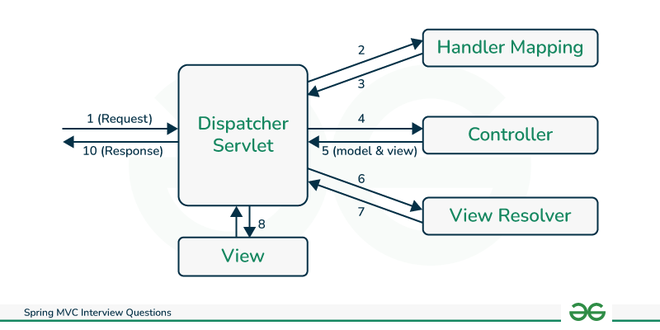 2
Handler Mapping
3
1 (Request)
Dispatcher
Servlet
4
Controller
10 (Response)
5 (model & view)
6
7
View Resolver
8
View
Spring MVC Interview Questions